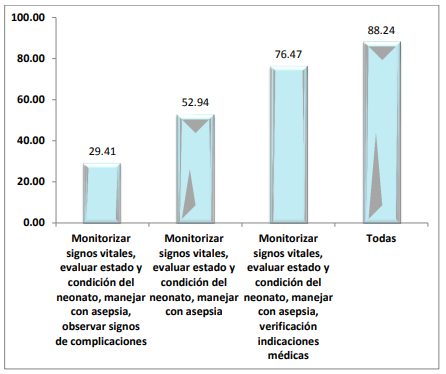 100.00
80.00
60.00
40.00
20.00
0.00
29.41
52.94
76.47
88.24
Monitorizar
signos vitales,
evaluar estado y
condición del
neonato, manejar
con asepsia,
observar signos
de complicaciones
Monitorizar
signos vitales,
evaluar estado y
condición del
neonato, manejar
con asepsia
Monitorizar
signos vitales,
evaluar estado y
condición del
neonato, manejar
con asepsia,
verificación
indicaciones
médicas
Todas